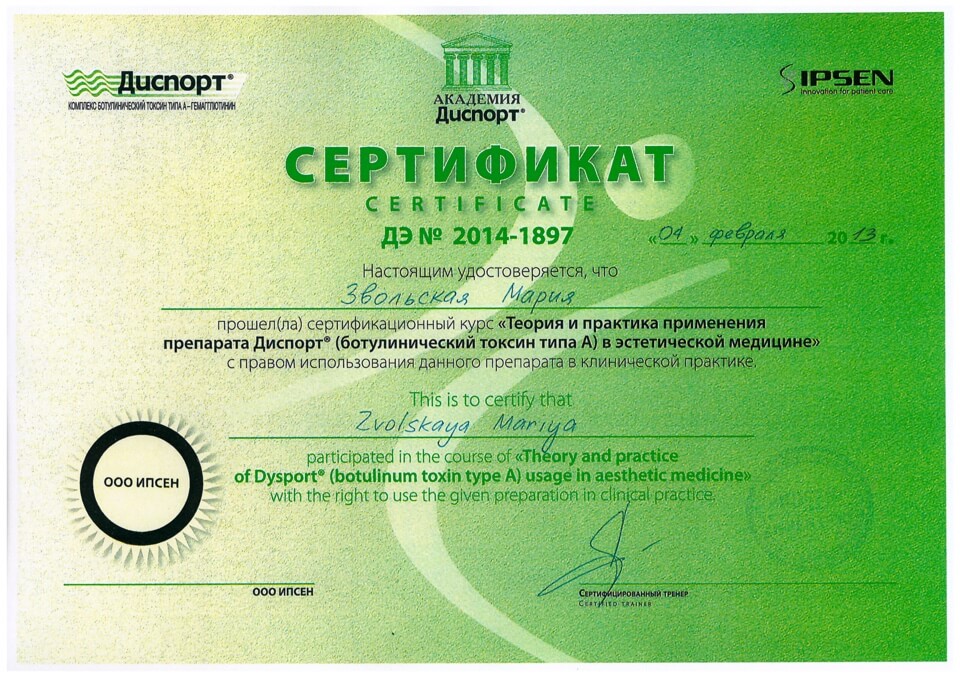 Диспорт®
КОМПЛЕКС БОТУЛИНИЧЕСКИЙ ТОКСИН ТИПА А – ГЕМАГГЛЮТИНИН
АКАДЕМИЯ
Диспорт®
IPSEN
Innovation for patient care
СЕРТИФИКАТ
CERTIFICATE
ДЭ № 2014-1897
«04» февраля 2013 г.
Настоящим удостоверяется, что
Звольская Мария
прошел(ла) сертификационный курс «Теория и практика применения
препарата Диспорт® (ботулинический токсин типа А) в эстетической медицине»
с правом использования данного препарата в клинической практике.
This is to certify that
Zvolskaya Mariya
participated in the course of «Theory and practice
of Dysport® (botulinum toxin type A) usage in aesthetic medicine»
with the right to use the given preparation in clinical practice.
ООО ИПСЕН
ООО ИПСЕН
Сертифицированный тренер
Certified trainer